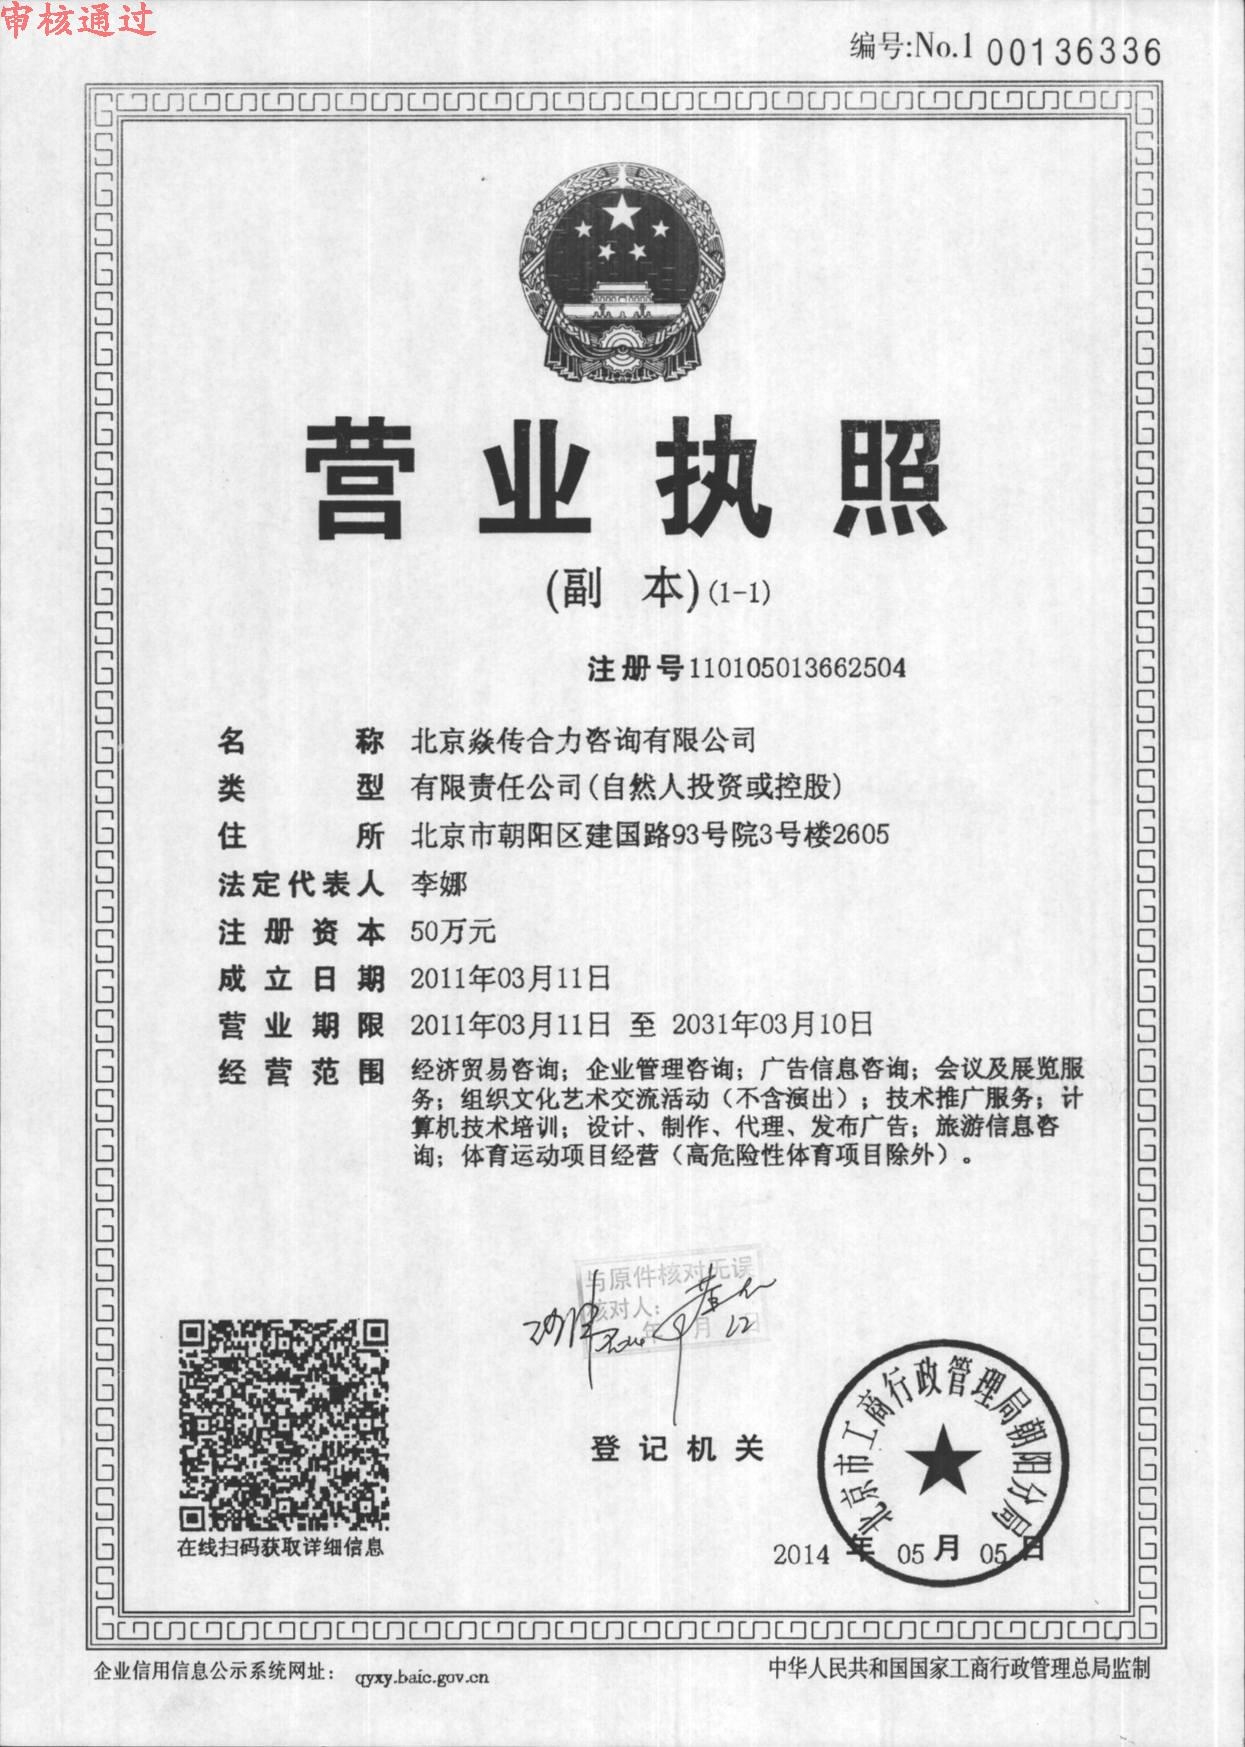 审核通过
编号:No.1 00136336
营业执照
(副 本)(1-1)
注册号110105013662504
名称 北京焱传合力咨询有限公司
类型 有限责任公司(自然人投资或控股)
住所 北京市朝阳区建国路93号院3号楼2605
法定代表人 李娜
注册资本 50万元
成立日期 2011年03月11日
营业期限 2011年03月11日 至 2031年03月10日
经营范围 经济贸易咨询；企业管理咨询；广告信息咨询；会议及展览服
务；组织文化艺术交流活动（不含演出）；技术推广服务；计
算机技术培训；设计、制作、代理、发布广告；旅游信息咨
询；体育运动项目经营（高危险性体育项目除外）。
与原件核对无误
核对人：
年 月 日
登记机关
北京市工商行政管理局朝阳分局
2014 年 05 月 05 日
在线扫码获取详细信息
企业信用信息公示系统网址： qyxy.baic.gov.cn
中华人民共和国国家工商行政管理总局监制